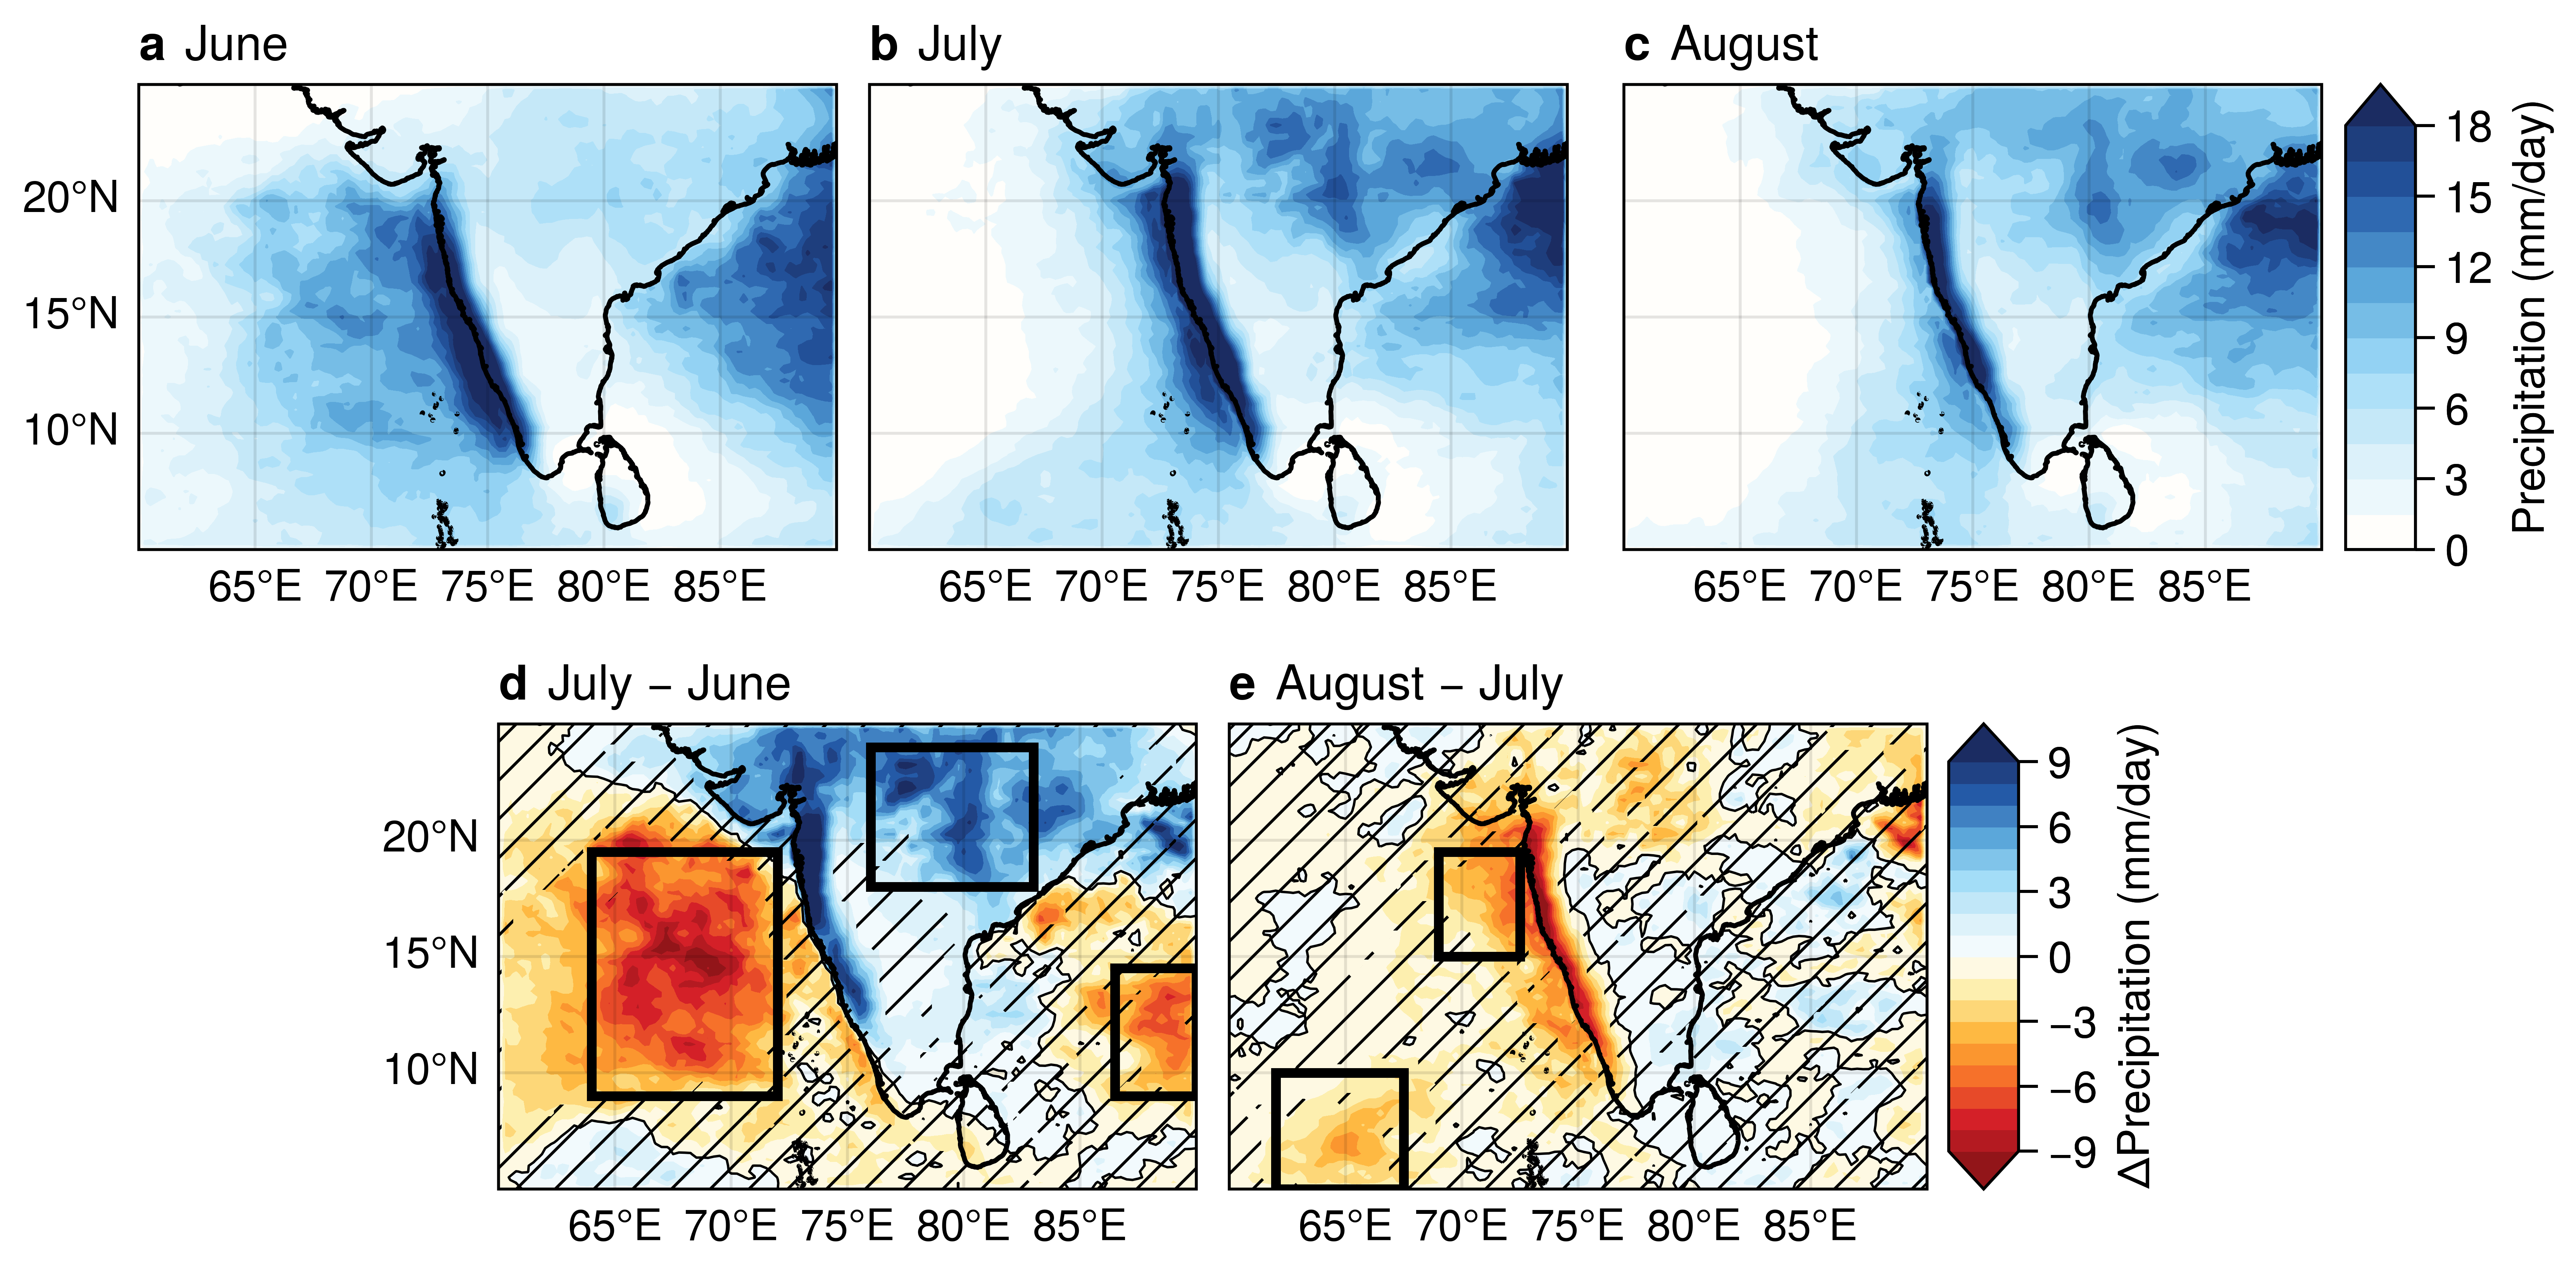 a June
b July
c August
20°N
15°N
10°N
65°E 70°E 75°E 80°E 85°E
65°E 70°E 75°E 80°E 85°E
65°E 70°E 75°E 80°E 85°E
18
15
12
9
6
3
0
Precipitation (mm/day)
d July − June
e August − July
20°N
15°N
10°N
65°E 70°E 75°E 80°E 85°E
65°E 70°E 75°E 80°E 85°E
9
6
3
0
−3
−6
−9
ΔPrecipitation (mm/day)